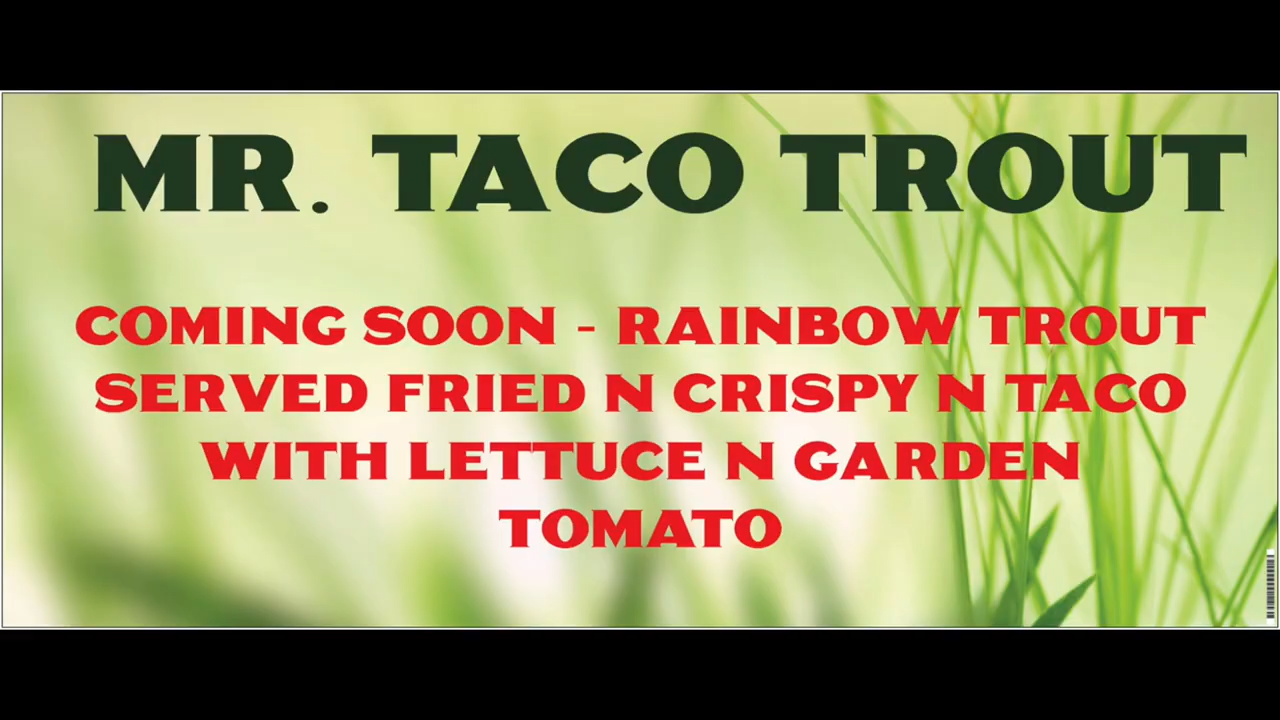 MR. TACO TROUT
COMING SOON - RAINBOW TROUT
SERVED FRIED N CRISPY N TACO
WITH LETTUCE N GARDEN
TOMATO